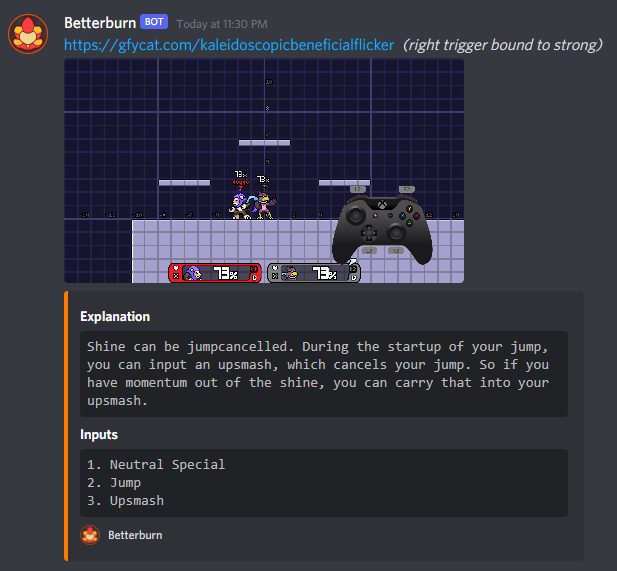 Betterburn BOT Today at 11:30 PM
https://gfycat.com/kaleidoscopicbeneficialflicker (right trigger bound to strong)
73%
73%
73%
73%
Explanation
Shine can be jumpcancelled. During the startup of your jump,
you can input an upsmash, which cancels your jump. So if you
have momentum out of the shine, you can carry that into your
upsmash.
Inputs
1. Neutral Special
2. Jump
3. Upsmash
Betterburn